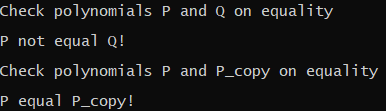 Check polynomials P and Q on equality
P not equal Q!
Check polynomials P and P_copy on equality
P equal P_copy!